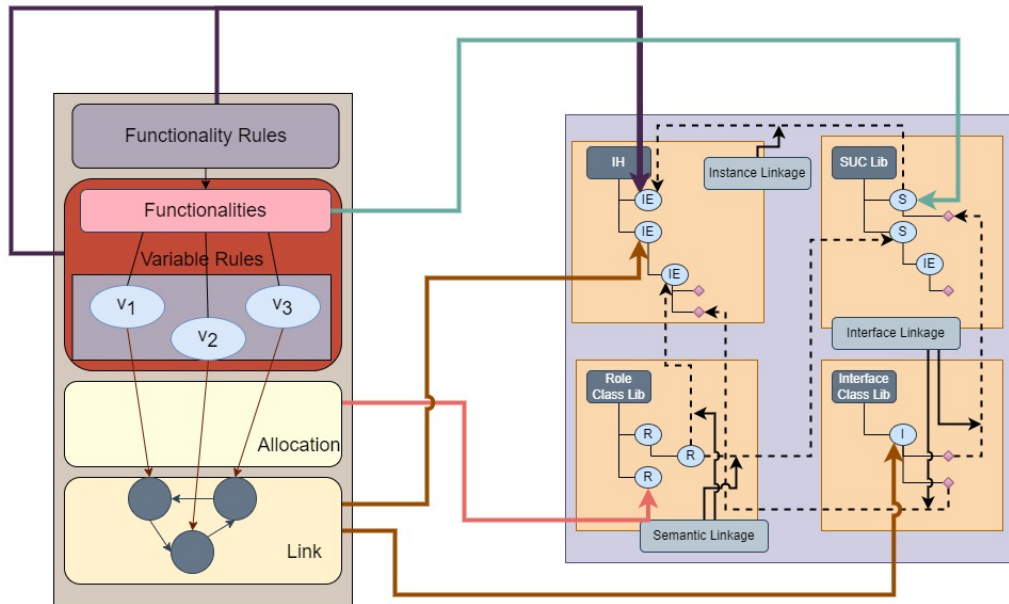 Functionality Rules
Functionalities
Variable Rules
v1
v2
v3
Allocation
Link
IH
IE
IE
IE
Instance Linkage
SUC Lib
S
S
IE
Interface Linkage
Role
Class Lib
R
R
R
Semantic Linkage
Interface
Class Lib
I